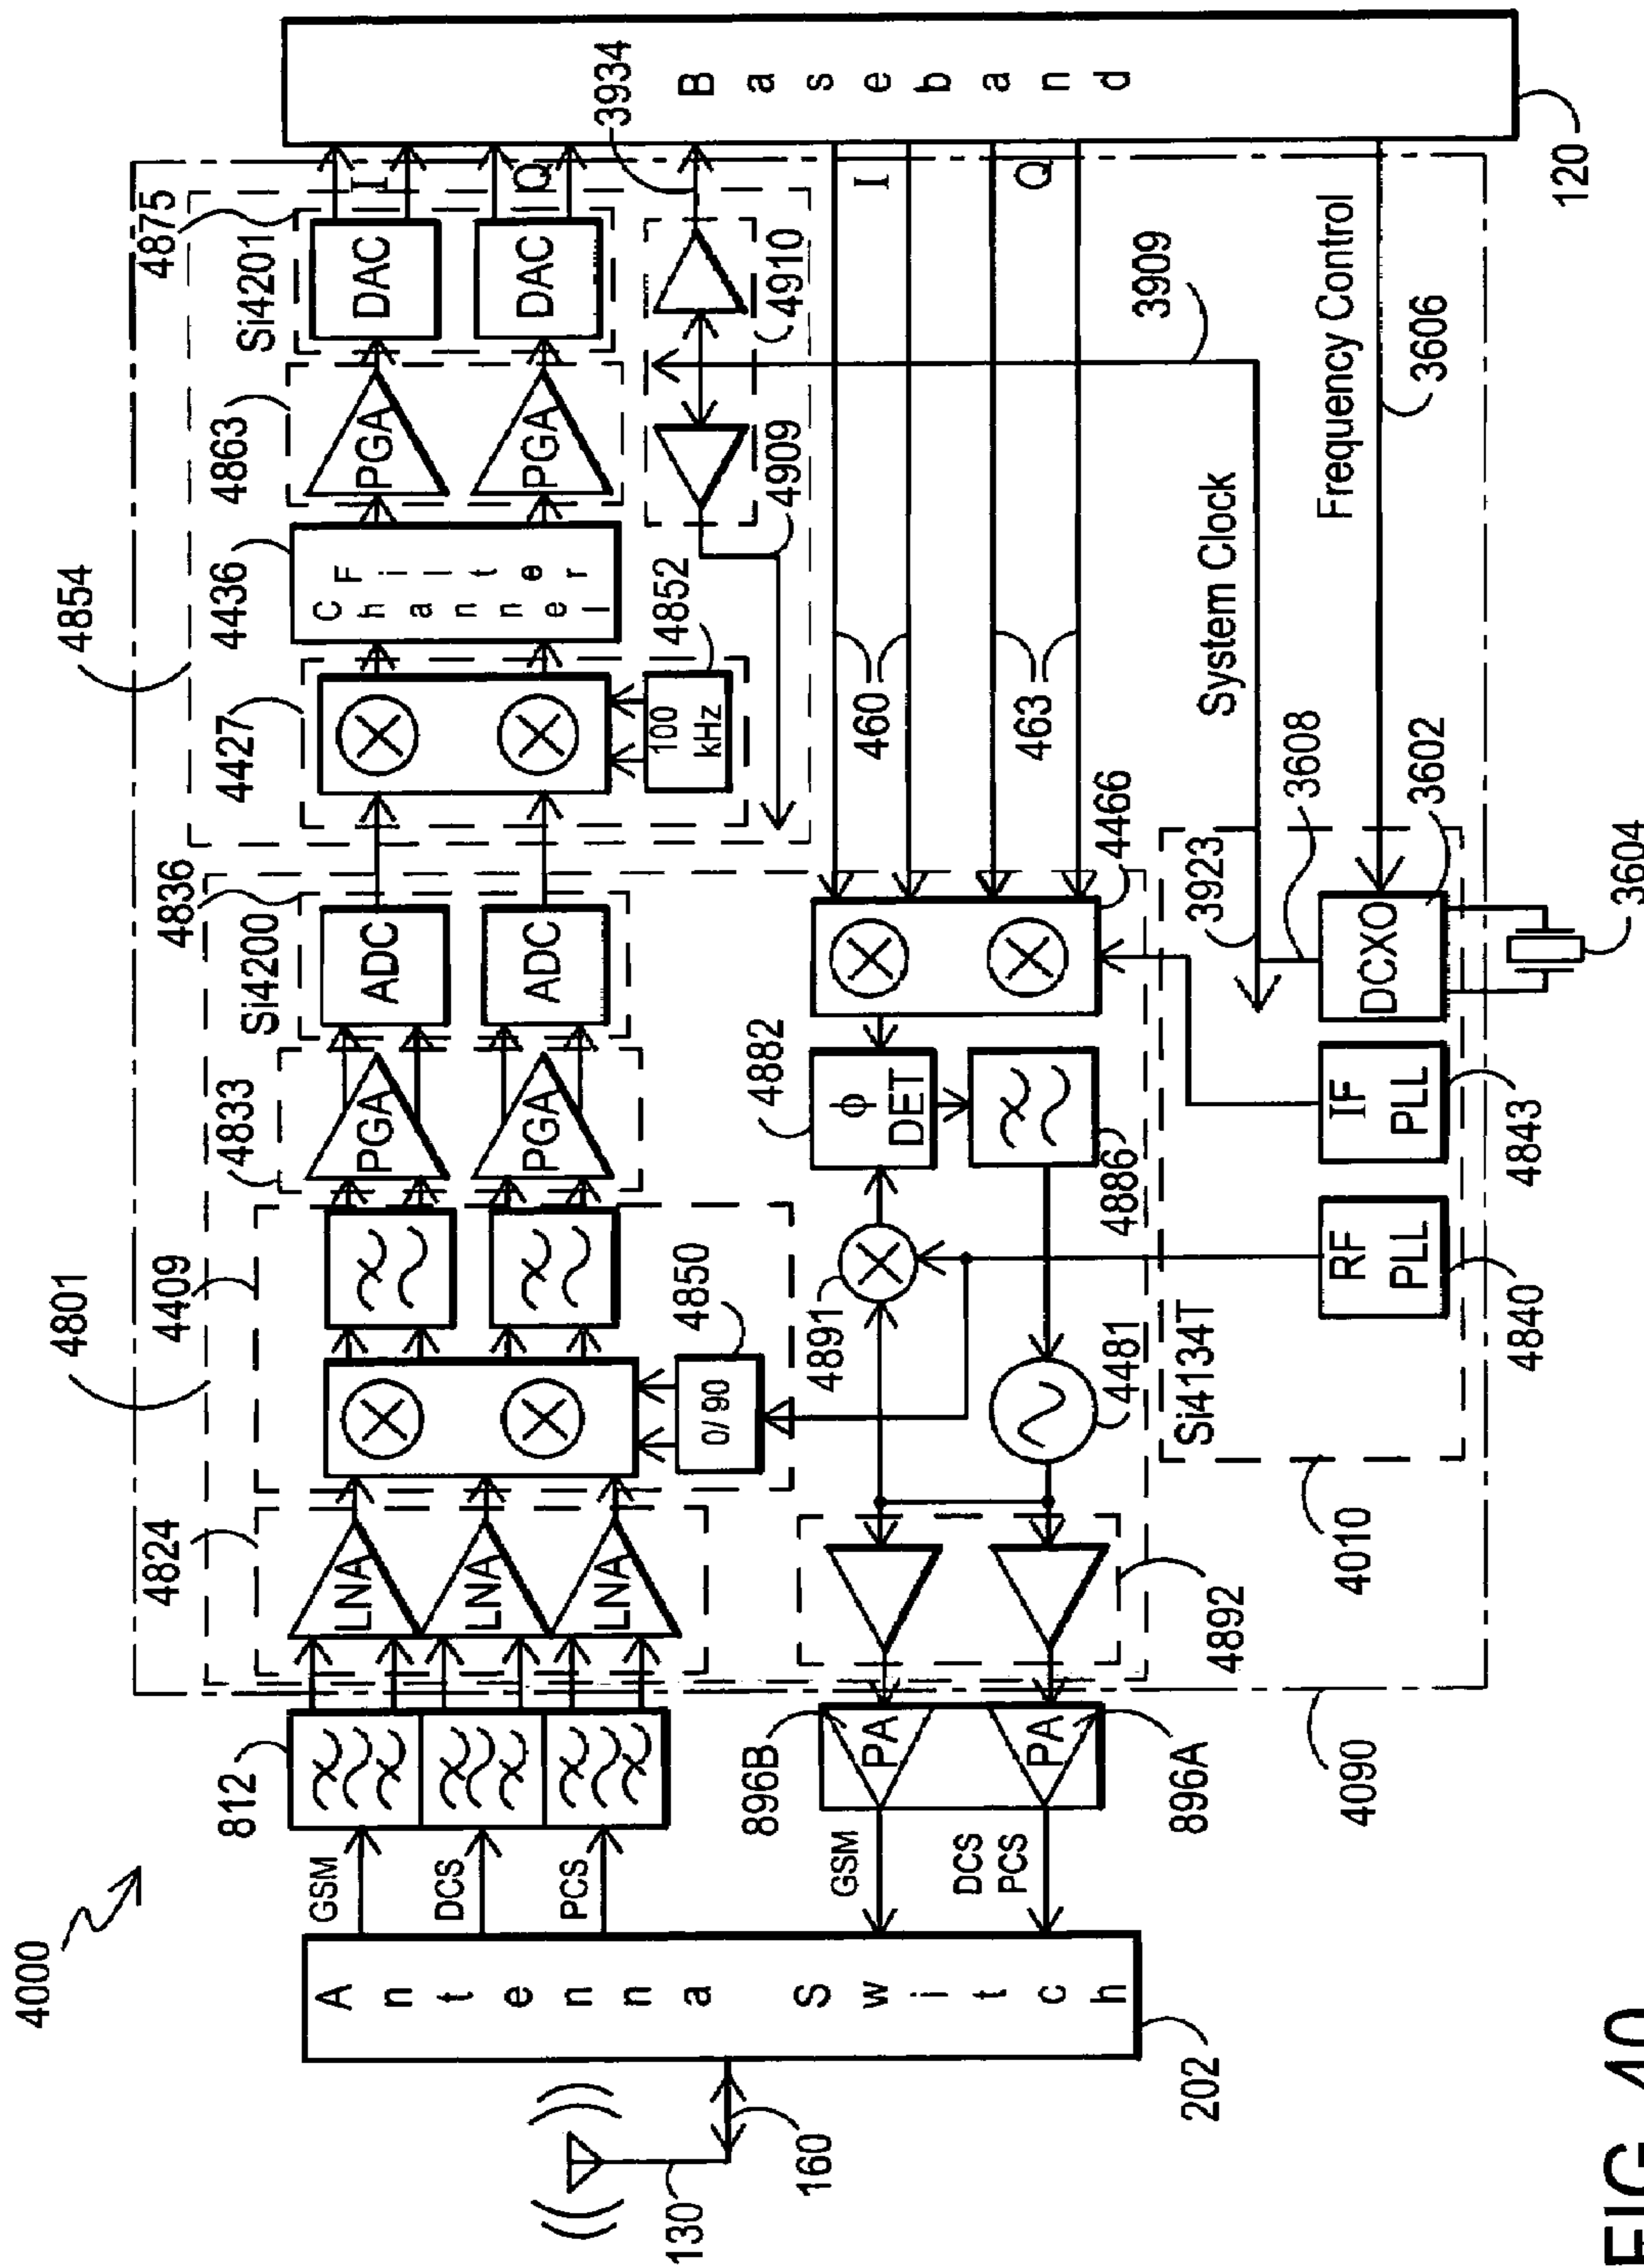 4000
130
160
202
Antenna Switch
GSM
DCS
PCS
GSM
DCS
PCS
812
896B
896A
PA
PA
4090
4801
4824
LNA
LNA
LNA
4409
0/ 90
4850
4833
PGA
PGA
4836
Si4200
ADC
ADC
4892
4891
4481
4882
ϕ
DET
4886
4466
460
463
I
Q
4854
4427
100
kHz
4852
4436
Channel
Filter
4863
PGA
PGA
4875
Si4201
DAC
DAC
I
Q
4909
4910
3934
3909
System Clock
Frequency Control
3606
3923
3608
3602
DCXO
3604
IF
PLL
4843
RF
PLL
4840
Si4134T
4010
Baseband
120
FIG. 40